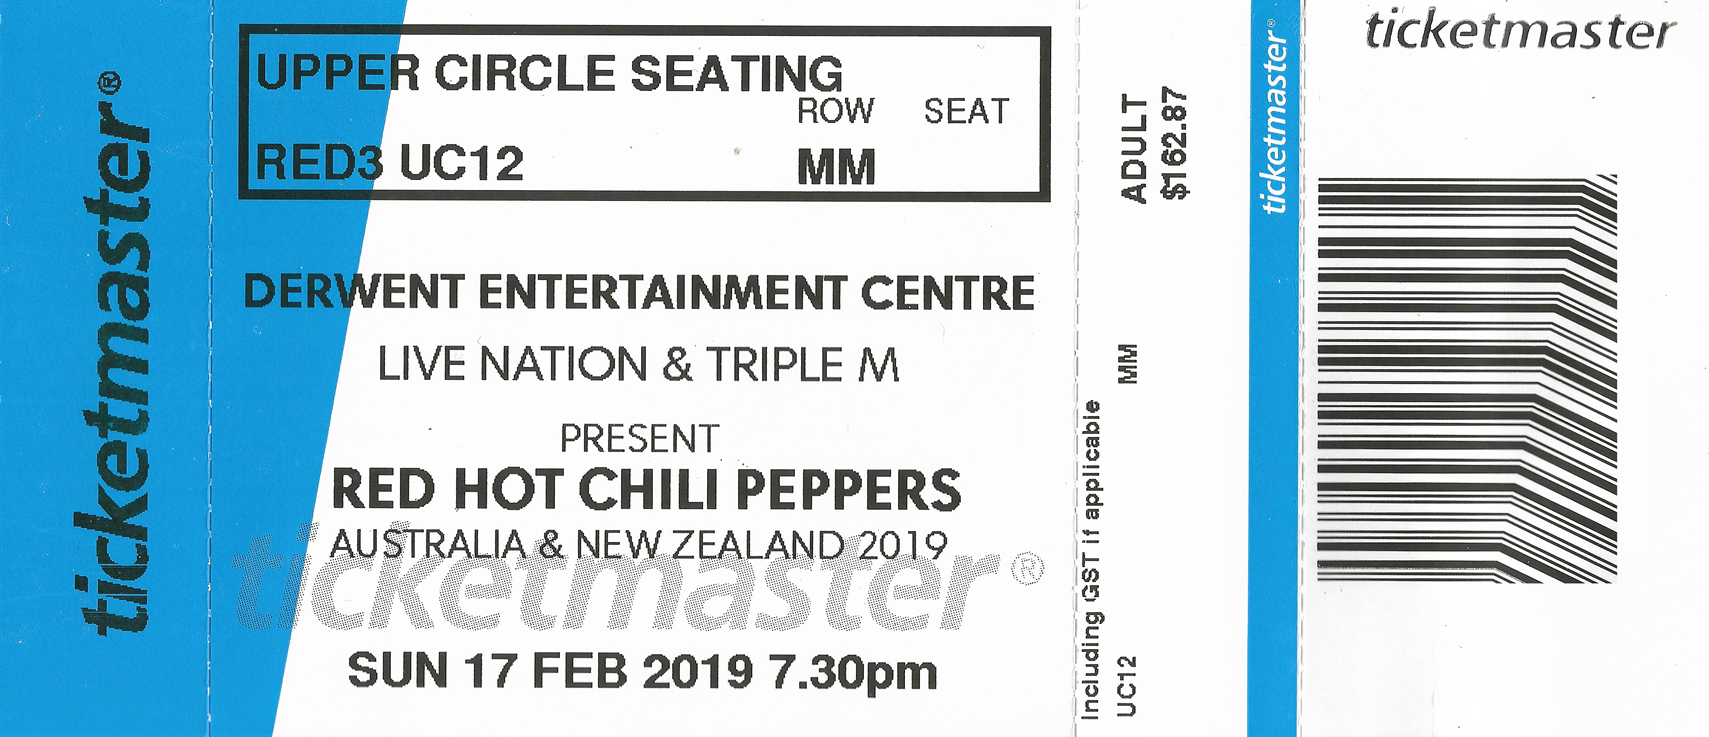 ticketmaster®
UPPER CIRCLE SEATING
ROW SEAT
RED3 UC12 MM
DERWENT ENTERTAINMENT CENTRE
LIVE NATION & TRIPLE M
PRESENT
RED HOT CHILI PEPPERS
AUSTRALIA & NEW ZEALAND 2019
ticketmaster®
SUN 17 FEB 2019 7.30pm
Including GST if applicable
UC12 MM ADULT
$162.87
ticketmaster®
ticketmaster